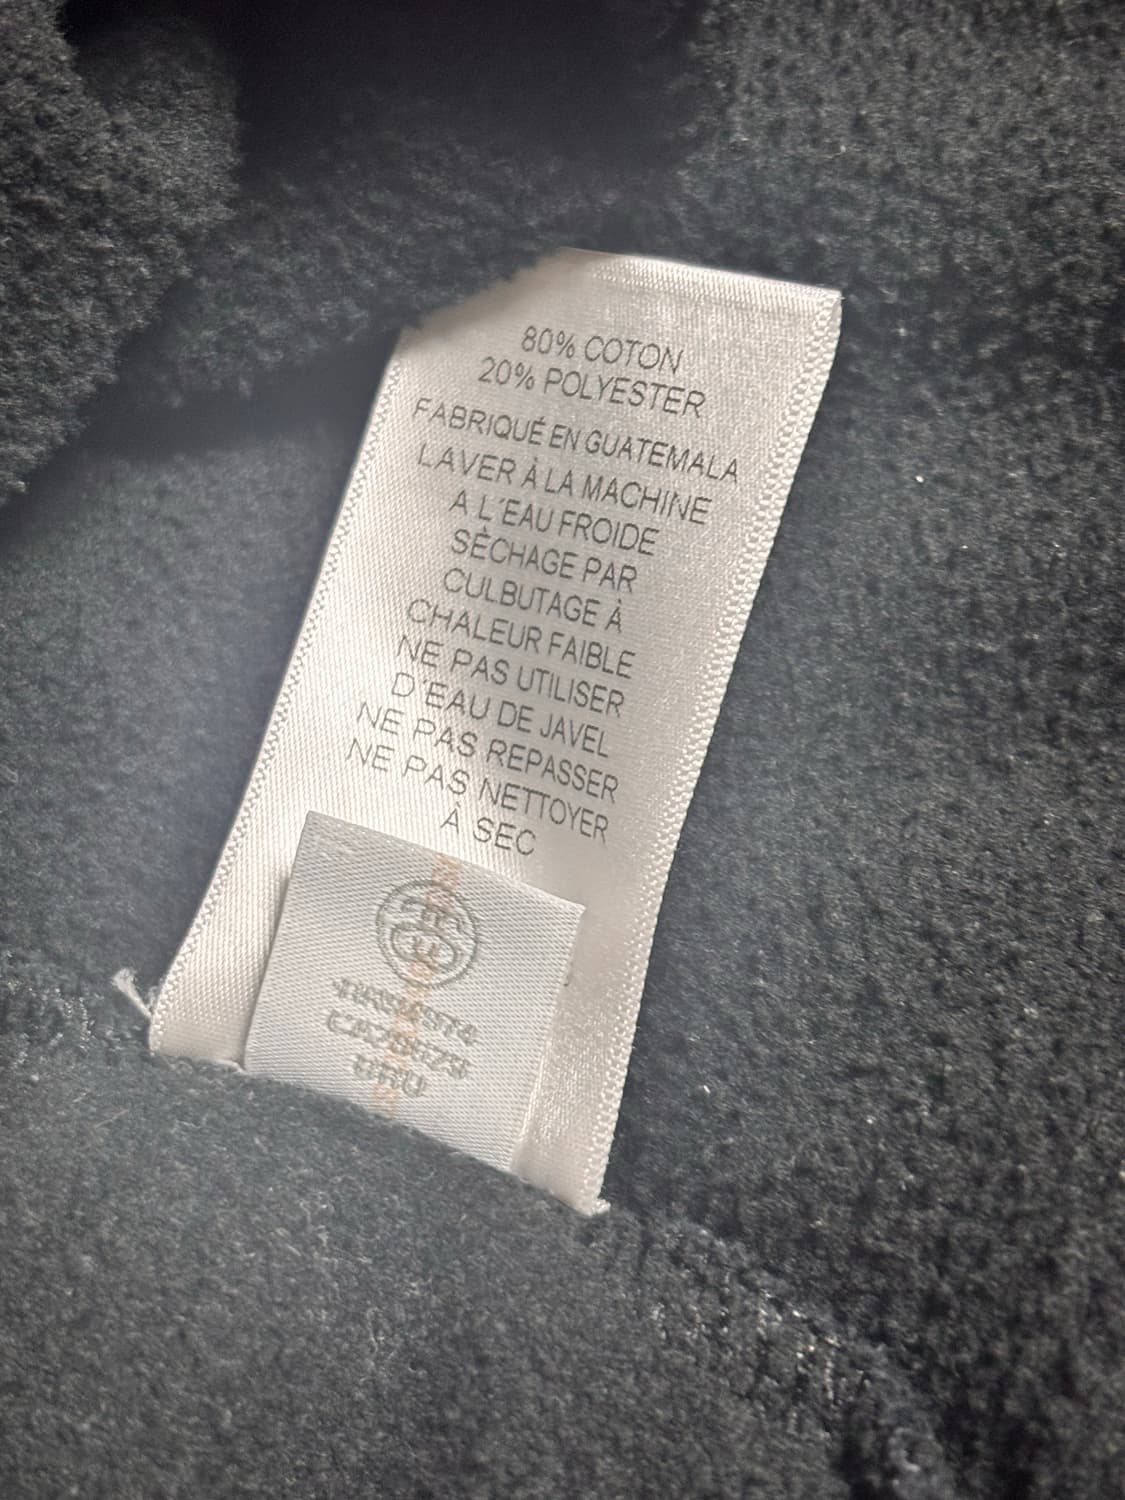 80% COTON
20% POLYESTER
FABRIQUÉ EN GUATEMALA
LAVER À LA MACHINE
A L'EAU FROIDE
SÈCHAGE PAR
CULBUTAGE À
CHALEUR FAIBLE
NE PAS UTILISER
D'EAU DE JAVEL
NE PAS REPASSER
NE PAS NETTOYER
À SEC